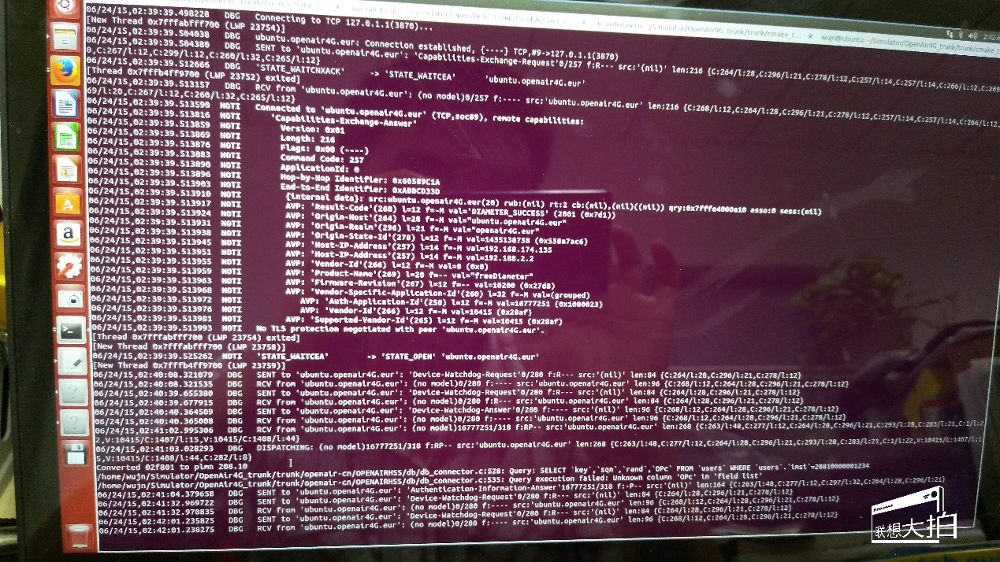 06/24/15,02:39:39.498228 DBG Connecting to TCP 127.0.1.1(3870)...
[New Thread 0x7fffabfff700 (LWP 23754)]
06/24/15,02:39:39.504038 DBG ubuntu.openair4G.eur: Connection established, {----} TCP,#9->127.0.1.1(3870)
06/24/15,02:39:39.504380 DBG SENT to 'ubuntu.openair4G.eur': 'Capabilities-Exchange-Request'0/257 f:R--- src:'(nil)' len:216 {C:264/l:28,C:296/l:21,C:278/l:12,C:257/l:14,C:257/l:14,C:266/l:12,C:269
0,C:267/l:12,C:299/l:12,C:260/l:32,C:265/l:12}
06/24/15,02:39:39.512066 DBG 'STATE_WAITCNXACK' -> 'STATE_WAITCEA' 'ubuntu.openair4G.eur'
[Thread 0x7fffb4ff9700 (LWP 23752) exited]
06/24/15,02:39:39.513157 DBG RCV from 'ubuntu.openair4G.eur': (no model)0/257 f:---- src:'ubuntu.openair4G.eur' len:216 {C:268/l:12,C:264/l:28,C:296/l:21,C:278/l:12,C:257/l:14,C:257/l:14,C:266/l:12,
69/l:20,C:267/l:12,C:260/l:32,C:265/l:12}
06/24/15,02:39:39.513590 NOTI Connected to 'ubuntu.openair4G.eur' (TCP,soc#9), remote capabilities:
06/24/15,02:39:39.513816 NOTI 'Capabilities-Exchange-Answer'
06/24/15,02:39:39.513859 NOTI Version: 0x01
06/24/15,02:39:39.513869 NOTI Length: 216
06/24/15,02:39:39.513876 NOTI Flags: 0x00 (----)
06/24/15,02:39:39.513883 NOTI Command Code: 257
06/24/15,02:39:39.513890 NOTI ApplicationId: 0
06/24/15,02:39:39.513896 NOTI Hop-by-Hop Identifier: 0x60589C1A
06/24/15,02:39:39.513903 NOTI End-to-End Identifier: 0xABBCD33D
06/24/15,02:39:39.513910 NOTI {internal data}: src:ubuntu.openair4G.eur(20) rwb:(nil) rt:2 cb:(nil),(nil)((nil)) qry:0x7fffe4000a10 asso:0 sess:(nil)
06/24/15,02:39:39.513917 NOTI AVP: 'Result-Code'(268) l=12 f=-M val='DIAMETER_SUCCESS' (2001 (0x7d1))
06/24/15,02:39:39.513924 NOTI AVP: 'Origin-Host'(264) l=28 f=-M val="ubuntu.openair4G.eur"
06/24/15,02:39:39.513931 NOTI AVP: 'Origin-Realm'(296) l=21 f=-M val="openair4G.eur"
06/24/15,02:39:39.513938 NOTI AVP: 'Origin-State-Id'(278) l=12 f=-M val=1435138758 (0x558a7ac6)
06/24/15,02:39:39.513945 NOTI AVP: 'Host-IP-Address'(257) l=14 f=-M val=192.168.174.135
06/24/15,02:39:39.513951 NOTI AVP: 'Host-IP-Address'(257) l=14 f=-M val=192.188.2.2
06/24/15,02:39:39.513955 NOTI AVP: 'Vendor-Id'(266) l=12 f=-M val=0 (0x0)
06/24/15,02:39:39.513959 NOTI AVP: 'Product-Name'(269) l=20 f=-- val="freeDiameter"
06/24/15,02:39:39.513963 NOTI AVP: 'Firmware-Revision'(267) l=12 f=-- val=10200 (0x27d8)
06/24/15,02:39:39.513968 NOTI AVP: 'Vendor-Specific-Application-Id'(260) l=32 f=-M val=(grouped)
06/24/15,02:39:39.513972 NOTI AVP: 'Auth-Application-Id'(258) l=12 f=-M val=16777251 (0x1000023)
06/24/15,02:39:39.513976 NOTI AVP: 'Vendor-Id'(266) l=12 f=-M val=10415 (0x28af)
06/24/15,02:39:39.513981 NOTI AVP: 'Supported-Vendor-Id'(265) l=12 f=-M val=10415 (0x28af)
06/24/15,02:39:39.513993 NOTI No TLS protection negotiated with peer 'ubuntu.openair4G.eur'.
[Thread 0x7fffabfff700 (LWP 23754) exited]
[New Thread 0x7fffabfff700 (LWP 23758)]
06/24/15,02:39:39.525262 NOTI 'STATE_WAITCEA' -> 'STATE_OPEN' 'ubuntu.openair4G.eur'
[New Thread 0x7fffb4ff9700 (LWP 23759)]
06/24/15,02:40:08.321079 DBG SENT to 'ubuntu.openair4G.eur': 'Device-Watchdog-Request'0/280 f:R--- src:'(nil)' len:84 {C:264/l:28,C:296/l:21,C:278/l:12}
06/24/15,02:40:08.321535 DBG RCV from 'ubuntu.openair4G.eur': (no model)0/280 f:---- src:'ubuntu.openair4G.eur' len:96 {C:268/l:12,C:264/l:28,C:296/l:21,C:278/l:12}
06/24/15,02:40:39.655380 DBG SENT to 'ubuntu.openair4G.eur': 'Device-Watchdog-Request'0/280 f:R--- src:'(nil)' len:84 {C:264/l:28,C:296/l:21,C:278/l:12}
06/24/15,02:40:39.677915 DBG RCV from 'ubuntu.openair4G.eur': (no model)0/280 f:R--- src:'ubuntu.openair4G.eur' len:84 {C:264/l:28,C:296/l:21,C:278/l:12}
06/24/15,02:40:40.364509 DBG SENT to 'ubuntu.openair4G.eur': 'Device-Watchdog-Answer'0/280 f:---- src:'(nil)' len:96 {C:268/l:12,C:264/l:28,C:296/l:21,C:278/l:12}
06/24/15,02:40:40.365008 DBG RCV from 'ubuntu.openair4G.eur': (no model)0/280 f:---- src:'ubuntu.openair4G.eur' len:96 {C:268/l:12,C:264/l:28,C:296/l:21,C:278/l:12}
06/24/15,02:41:02.995306 DBG RCV from 'ubuntu.openair4G.eur': (no model)16777251/318 f:RP-- src:'ubuntu.openair4G.eur' len:268 {C:263/l:48,C:277/l:12,C:264/l:28,C:296/l:21,C:293/l:28,C:283/l:21,C:1/l:2
2,V:10415/C:1407/l:15,V:10415/C:1408/l:44}
06/24/15,02:41:03.028293 DBG DISPATCHING: (no model)16777251/318 f:RP-- src:'ubuntu.openair4G.eur' len:268 {C:263/l:48,C:277/l:12,C:264/l:28,C:296/l:21,C:293/l:28,C:283/l:21,C:1/l:22,V:10415/C:1407/l:1
5,V:10415/C:1408/l:44,C:282/l:8}
Converted 02f801 to plmn 208.10
/home/wujn/Simulator/OpenAir4G_trunk/trunk/openair-cn/OPENAIRHSS/db/db_connector.c:528: Query: SELECT `key`,`sqn`,`rand`,`OPc` FROM `users` WHERE `users`.`imsi`=20810000001234
/home/wujn/Simulator/OpenAir4G_trunk/trunk/openair-cn/OPENAIRHSS/db/db_connector.c:535: Query execution failed: Unknown column 'OPc' in 'field list'
06/24/15,02:41:04.379658 DBG SENT to 'ubuntu.openair4G.eur': 'Authentication-Information-Answer'16777251/318 f:-P-- src:'(nil)' len:164 {C:263/l:48,C:277/l:12,C:297/l:32,C:264/l:28,C:296/l:21}
06/24/15,02:41:32.969722 DBG SENT to 'ubuntu.openair4G.eur': 'Device-Watchdog-Request'0/280 f:R--- src:'(nil)' len:84 {C:264/l:28,C:296/l:21,C:278/l:12}
06/24/15,02:41:32.970835 DBG RCV from 'ubuntu.openair4G.eur': (no model)0/280 f:---- src:'ubuntu.openair4G.eur' len:96 {C:268/l:12,C:264/l:28,C:296/l:21,C:278/l:12}
06/24/15,02:42:01.235825 DBG SENT to 'ubuntu.openair4G.eur': 'Device-Watchdog-Request'0/280 f:R--- src:'(nil)' len:84 {C:264/l:28,C:296/l:21,C:278/l:12}
06/24/15,02:42:01.238275 DBG RCV from 'ubuntu.openair4G.eur': (no model)0/280 f:---- src:'ubuntu.openair4G.eur' len:96 {C:268/l:12,C:264/l:28,C:296/l:21,C:278/l:12}
联想大拍